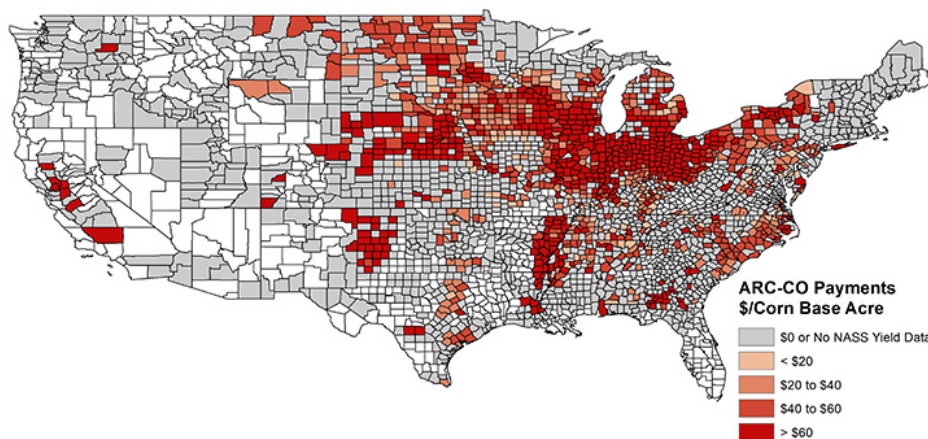 ARC-CO Payments
$/Corn Base Acre
$0 or No NASS Yield Data
< $20
$20 to $40
$40 to $60
> $60